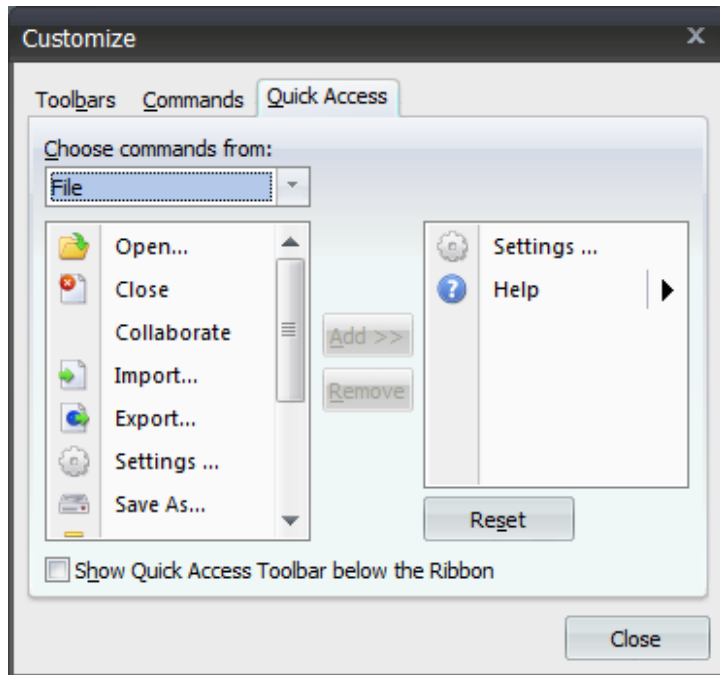 Customize
Toolbars Commands Quick Access
Choose commands from:
File
Open...
Close
Collaborate
Import...
Export...
Settings ...
Save As...
Add >>
Remove
Settings ...
Help
Reset
Show Quick Access Toolbar below the Ribbon
Close